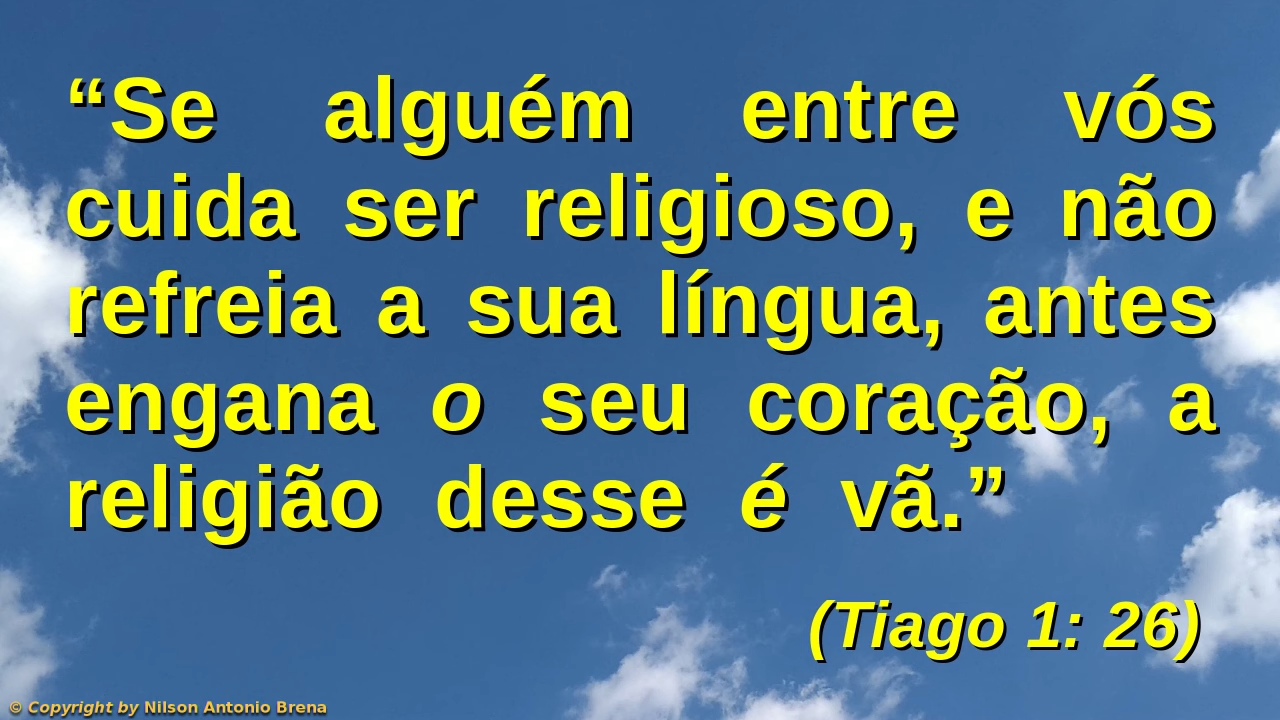 “Se alguém entre vós
cuida ser religioso, e não
refreia a sua língua, antes
engana o seu coração, a
religião desse é vã.”
(Tiago 1: 26)
© Copyright by Nilson Antonio Brena